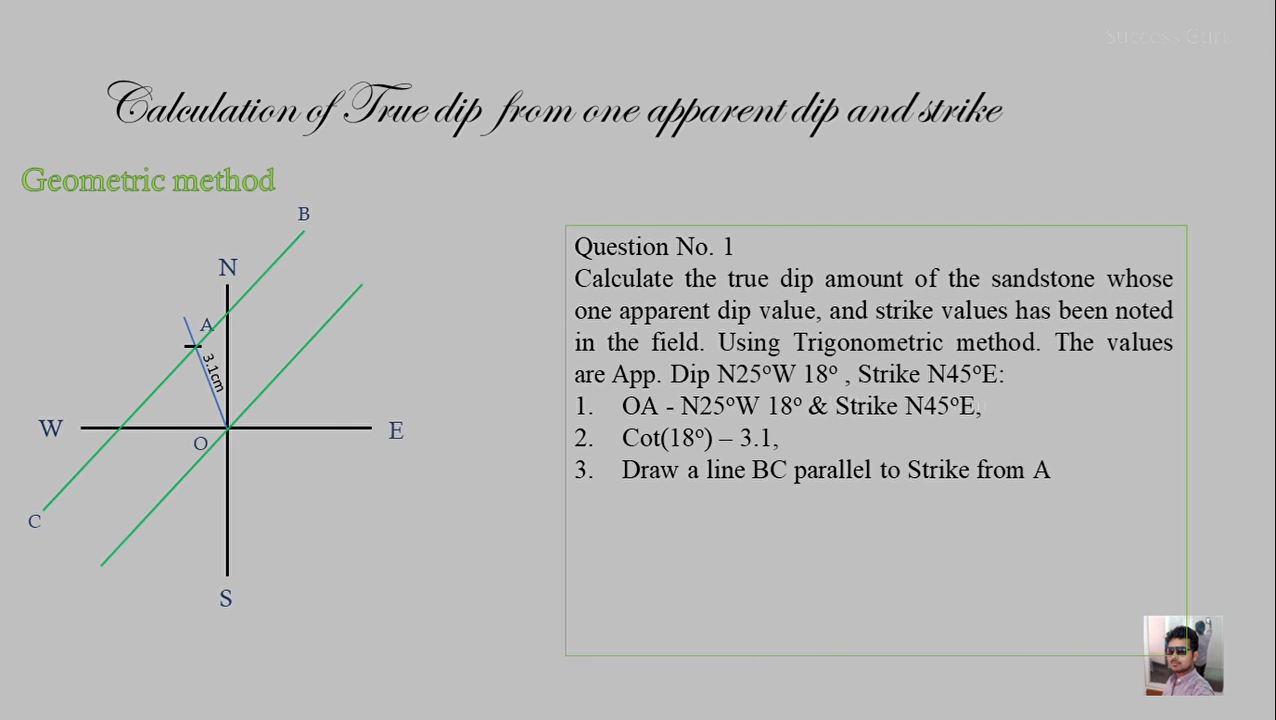 Success Guru
Calculation of True dip from one apparent dip and strike
Geometric method
B
N
A
3.1cm
W
E
O
C
S
Question No. 1
Calculate the true dip amount of the sandstone whose
one apparent dip value, and strike values has been noted
in the field. Using Trigonometric method. The values
are App. Dip N25ºW 18º , Strike N45ºE:
1. OA - N25ºW 18º & Strike N45ºE,
2. Cot(18º) – 3.1,
3. Draw a line BC parallel to Strike from A